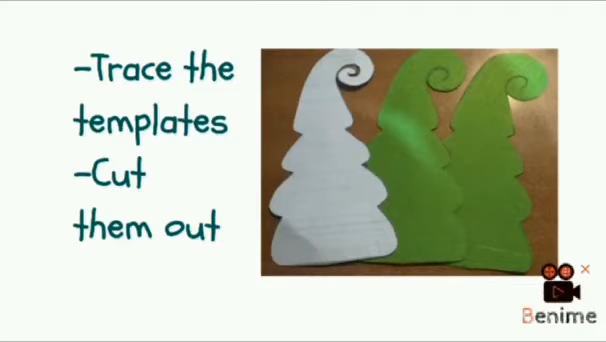 -Trace the
templates
-Cut
them out
Benime